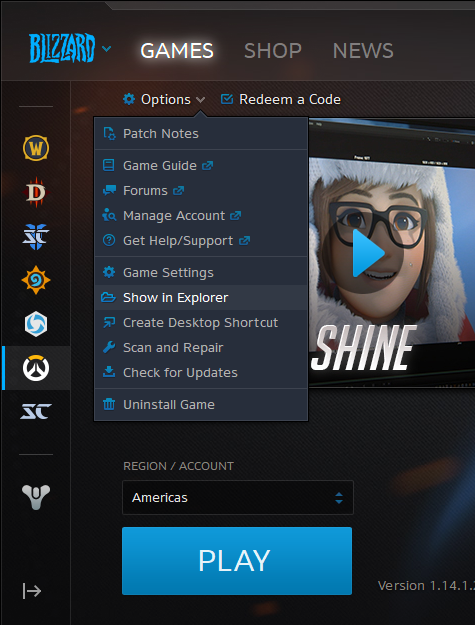 BLIZZARD
GAMES SHOP NEWS
Options Redeem a Code
Patch Notes
Game Guide
Forums
Manage Account
Get Help/Support
Game Settings
Show in Explorer
Create Desktop Shortcut
Scan and Repair
Check for Updates
Uninstall Game
SHINE
REGION / ACCOUNT
Americas
PLAY
Version 1.14.1.2